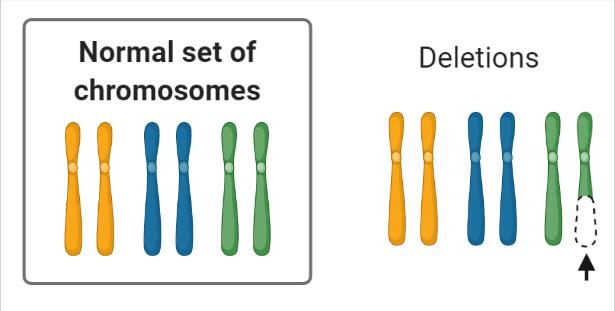 Normal set of
chromosomes
Deletions